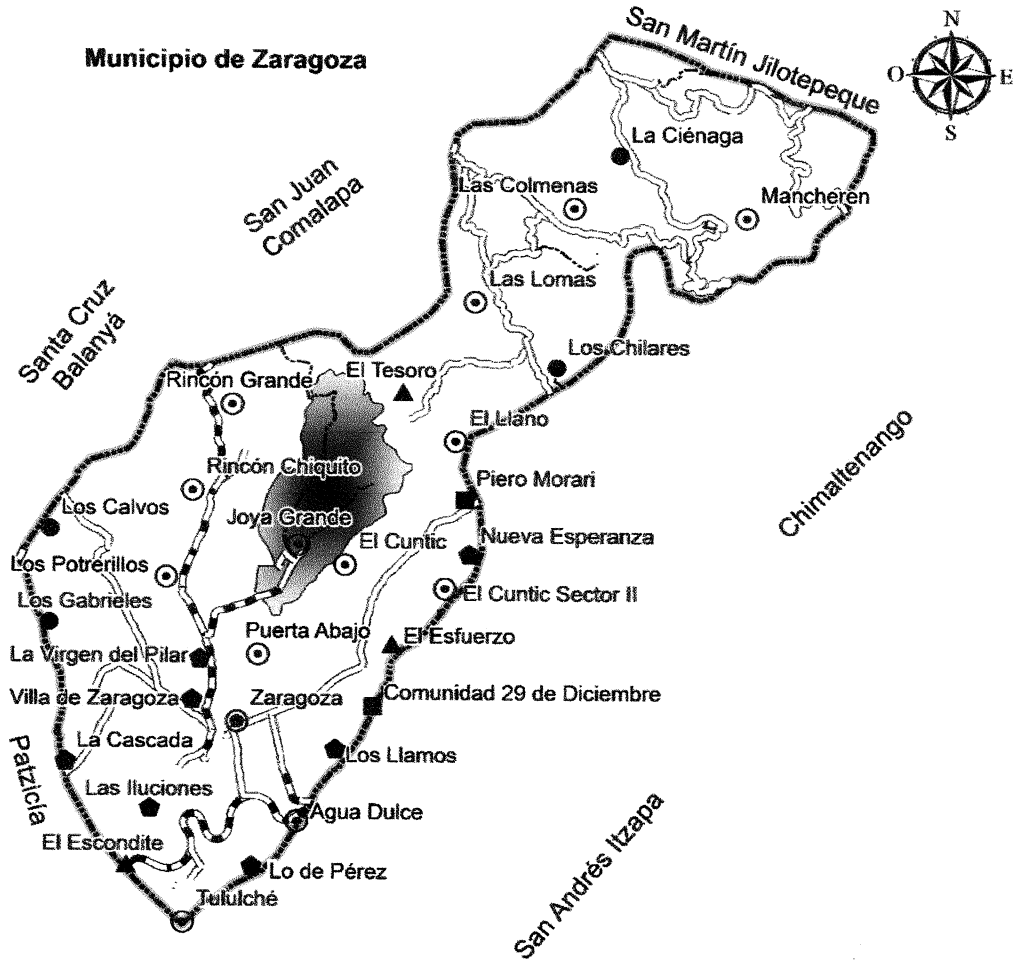 Municipio de Zaragoza
San Martín Jilotepeque
N
O
E
S
La Ciénaga
San Juan
Comalapa
Las Colmenas
Mancheren
Las Lomas
Santa Cruz
Balanyá
Los Chilares
Rincón Grande
El Tesoro
El Llano
Rincón Chiquito
Piero Morari
Chimaltenango
Los Calvos
Joya Grande
El Cuntic
Nueva Esperanza
Los Potrerillos
Los Gabrieles
El Cuntic Sector II
Puerta Abajo
El Esfuerzo
La Virgen del Pilar
Villa de Zaragoza
Zaragoza
Comunidad 29 de Diciembre
La Cascada
Los Llamos
Patzicía
Las Iluciones
Agua Dulce
El Escondite
Lo de Pérez
San Andrés Itzapa
Tululché